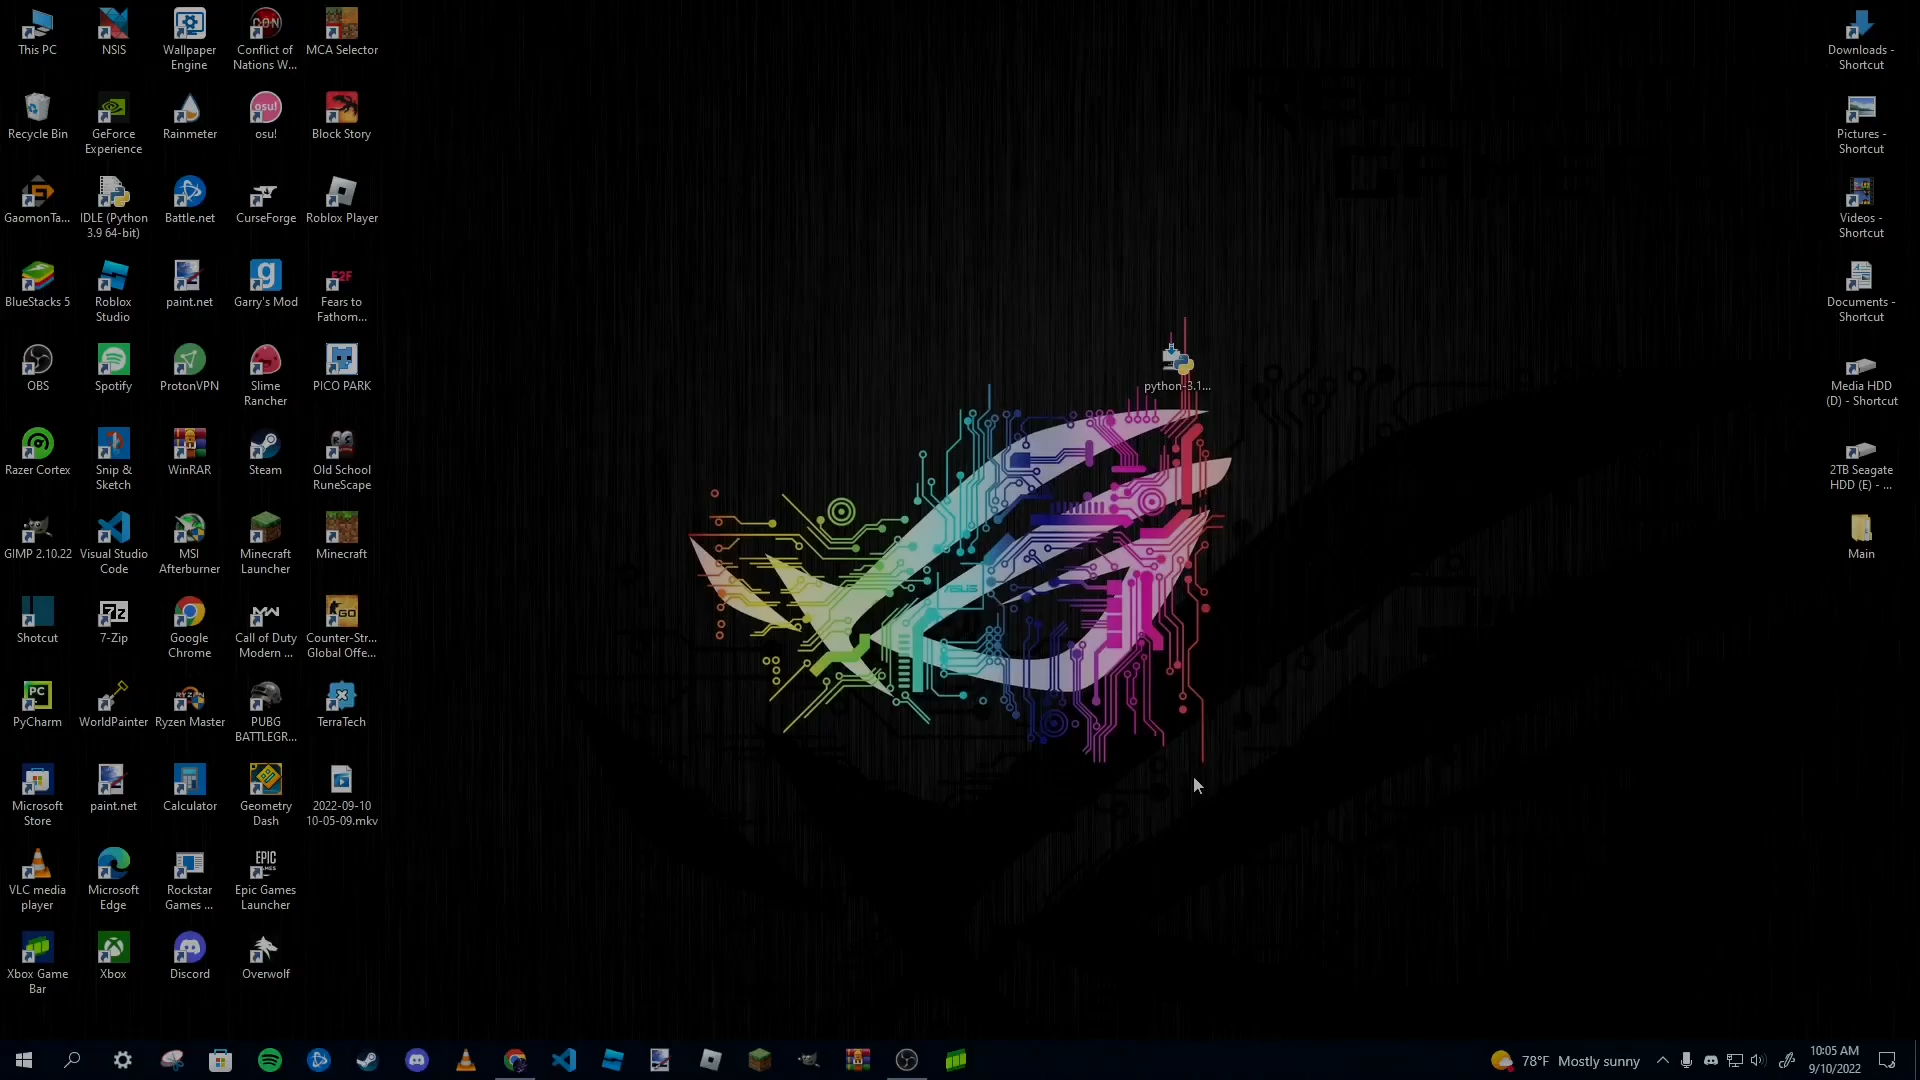 This PC
NSIS
Wallpaper
Engine
Conflict of
Nations W...
MCA Selector
Downloads -
Shortcut
Recycle Bin
GeForce
Experience
Rainmeter
osu!
osu!
Block Story
Pictures -
Shortcut
GaomonTa...
IDLE (Python
3.9 64-bit)
Battle.net
CurseForge
Roblox Player
Videos -
Shortcut
BlueStacks 5
Roblox
Studio
paint.net
Garry's Mod
Fears to
Fathom...
Documents -
Shortcut
OBS
Spotify
ProtonVPN
Slime
Rancher
PICO PARK
python-3.1...
Media HDD
(D) - Shortcut
Razer Cortex
Snip &
Sketch
WinRAR
Steam
Old School
RuneScape
2TB Seagate
HDD (E) - ...
GIMP 2.10.22
Visual Studio
Code
MSI
Afterburner
Minecraft
Launcher
Minecraft
Main
Shotcut
7-Zip
Google
Chrome
Call of Duty
Modern ...
Counter-Str...
Global Offe...
PyCharm
WorldPainter
Ryzen Master
PUBG
BATTLEGR...
TerraTech
Microsoft
Store
paint.net
Calculator
Geometry
Dash
2022-09-10
10-05-09.mkv
VLC media
player
Microsoft
Edge
Rockstar
Games ...
Epic Games
Launcher
Xbox Game
Bar
Xbox
Discord
Overwolf
78°F Mostly sunny
10:05 AM
9/10/2022